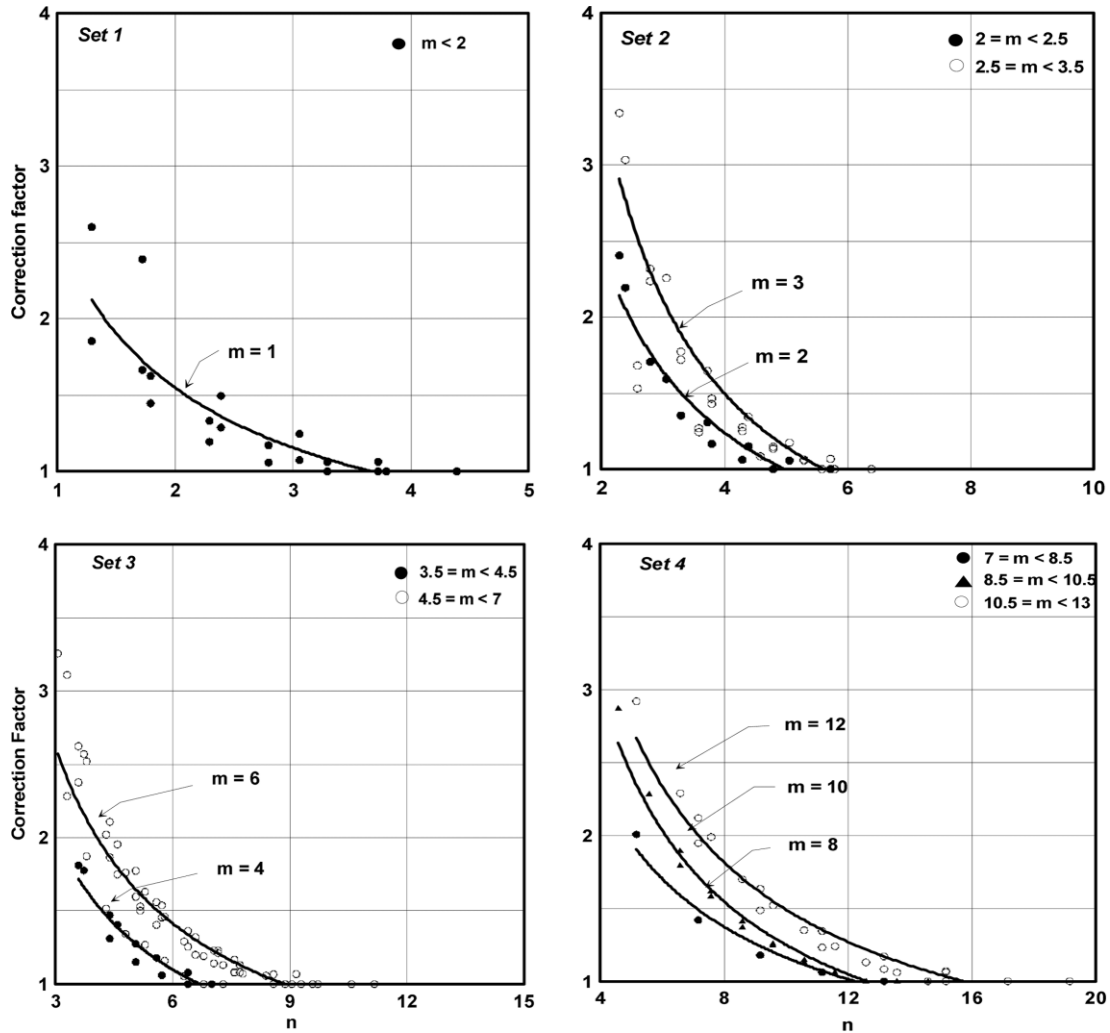 Set 1
m < 2
m = 1
Correction factor
4
3
2
1
1 2 3 4 5
Set 2
2 = m < 2.5
2.5 = m < 3.5
m = 3
m = 2
4
3
2
1
2 4 6 8 10
Set 3
3.5 = m < 4.5
4.5 = m < 7
m = 6
m = 4
Correction Factor
4
3
2
1
3 6 9 12 15
n
Set 4
7 = m < 8.5
8.5 = m < 10.5
10.5 = m < 13
m = 12
m = 10
m = 8
4
3
2
1
4 8 12 16 20
n